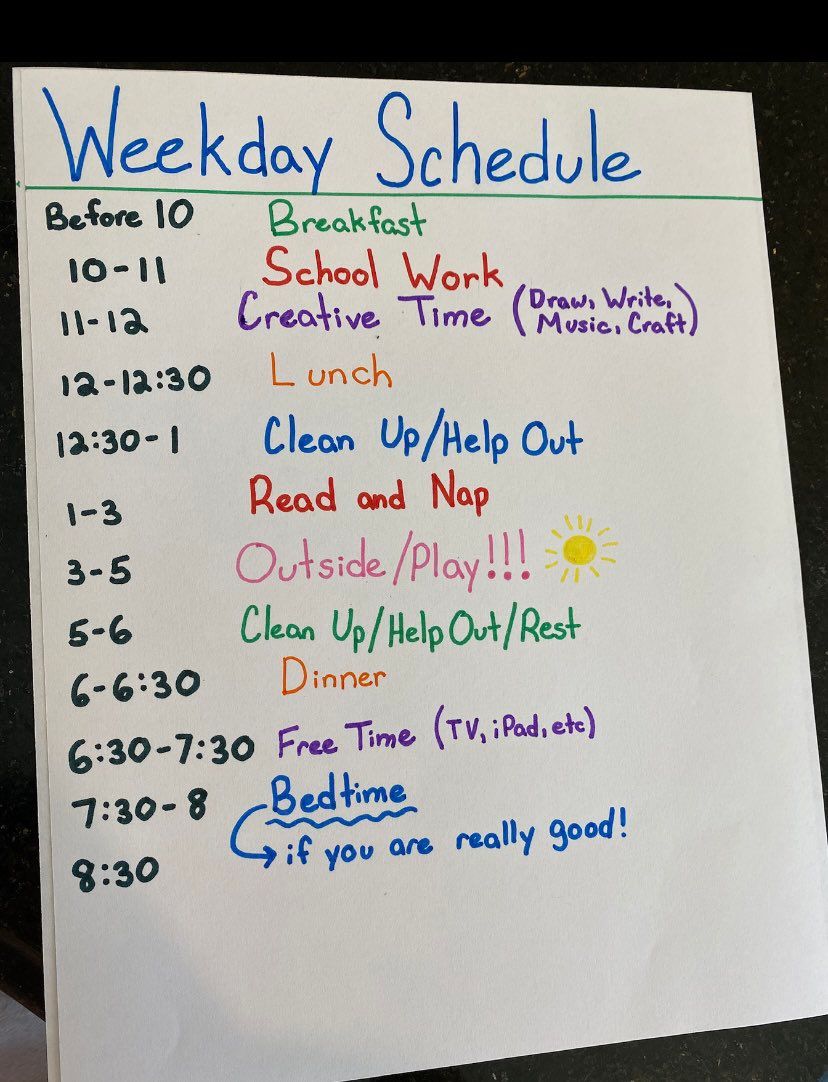 Weekday Schedule
Before 10 Breakfast
10-11 School Work
11-12 Creative Time (Draw, Write, Music, Craft)
12-12:30 Lunch
12:30-1 Clean Up/Help Out
1-3 Read and Nap
3-5 Outside/Play!!!
5-6 Clean Up/Help Out/Rest
6-6:30 Dinner
6:30-7:30 Free Time (TV, iPad, etc)
7:30-8 Bedtime
8:30 → if you are really good!